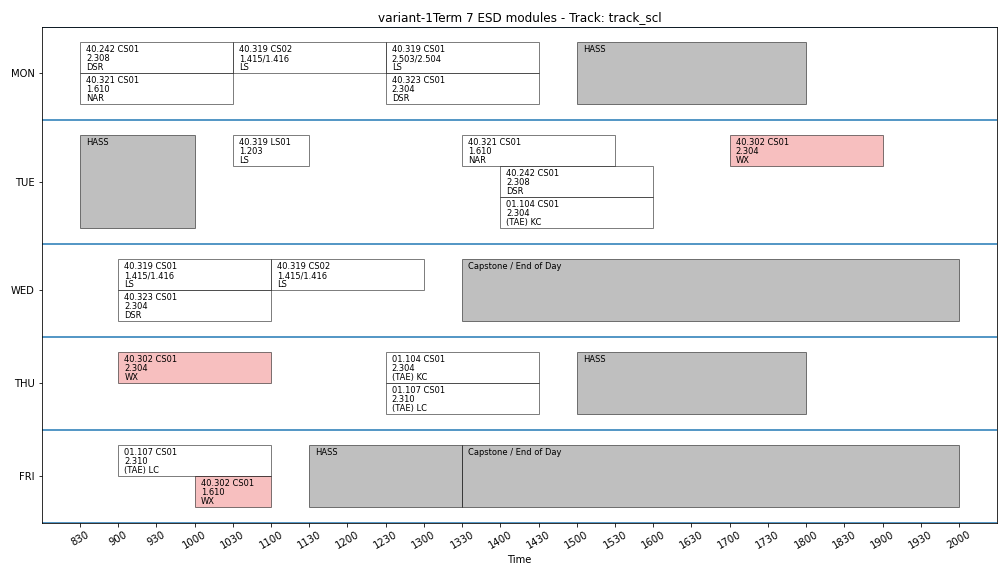 variant-1Term 7 ESD modules - Track: track_scl
MON
40.242 CS01
2.308
DSR
40.319 CS02
1.415/1.416
LS
40.319 CS01
2.503/2.504
LS
HASS
40.321 CS01
1.610
NAR
40.323 CS01
2.304
DSR
TUE
HASS
40.319 LS01
1.203
LS
40.321 CS01
1.610
NAR
40.302 CS01
2.304
WX
40.242 CS01
2.308
DSR
01.104 CS01
2.304
(TAE) KC
WED
40.319 CS01
1.415/1.416
LS
40.319 CS02
1.415/1.416
LS
Capstone / End of Day
40.323 CS01
2.304
DSR
THU
40.302 CS01
2.304
WX
01.104 CS01
2.304
(TAE) KC
HASS
01.107 CS01
2.310
(TAE) LC
FRI
01.107 CS01
2.310
(TAE) LC
HASS
Capstone / End of Day
40.302 CS01
1.610
WX
830 900 930 1000 1030 1100 1130 1200 1230 1300 1330 1400 1430 1500 1530 1600 1630 1700 1730 1800 1830 1900 1930 2000
Time